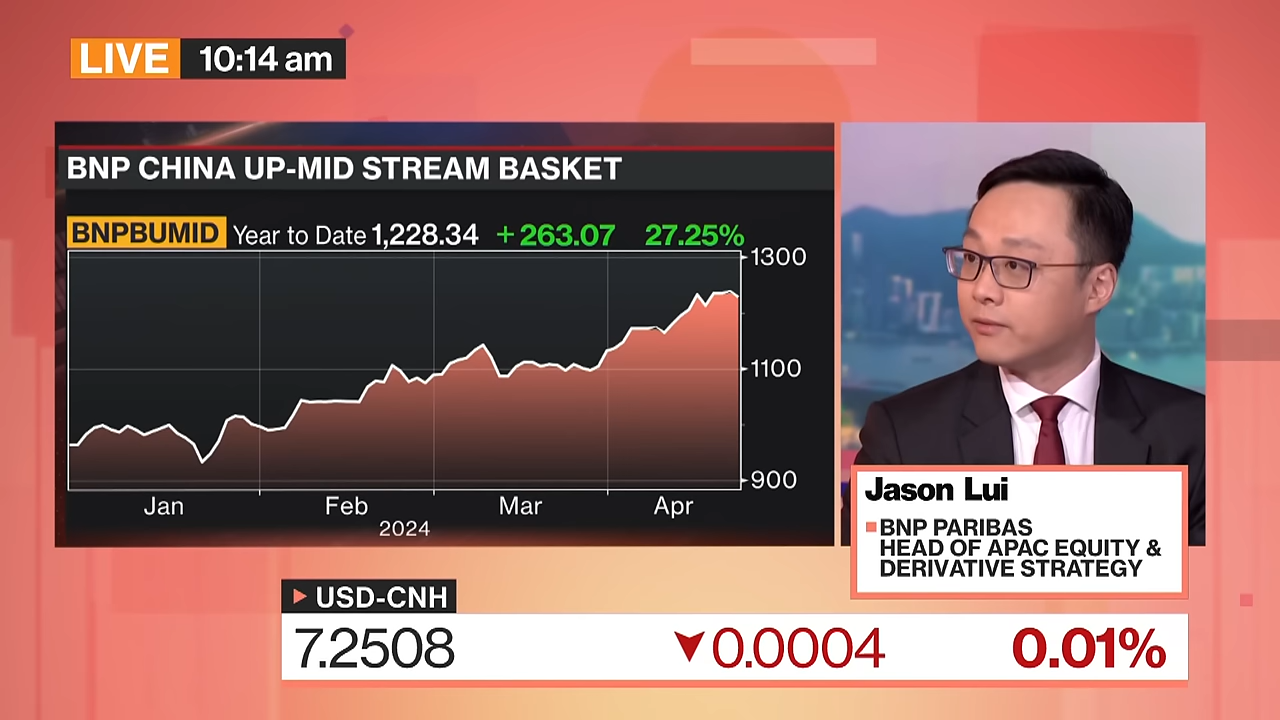 LIVE 10:14 am
BNP CHINA UP-MID STREAM BASKET
BNPBUMID Year to Date 1,228.34 +263.07 27.25%
1300
1100
900
Jan Feb Mar Apr
2024
Jason Lui
BNP PARIBAS
HEAD OF APAC EQUITY &
DERIVATIVE STRATEGY
USD-CNH
7.2508 ▼0.0004 0.01%